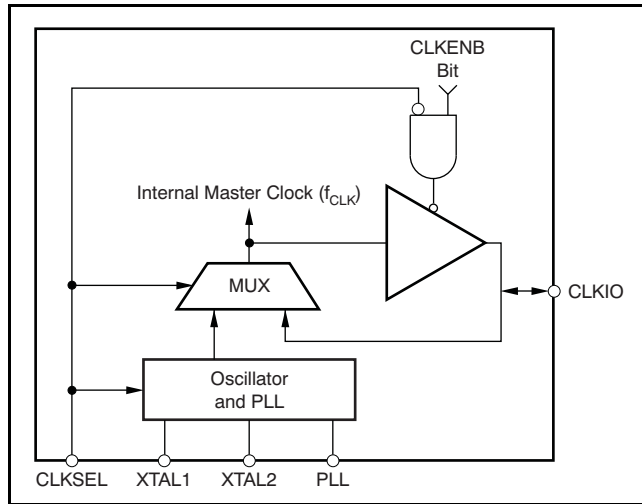 CLKENB
Bit
Internal Master Clock (fCLK)
MUX
CLKIO
Oscillator
and PLL
CLKSEL XTAL1 XTAL2 PLL